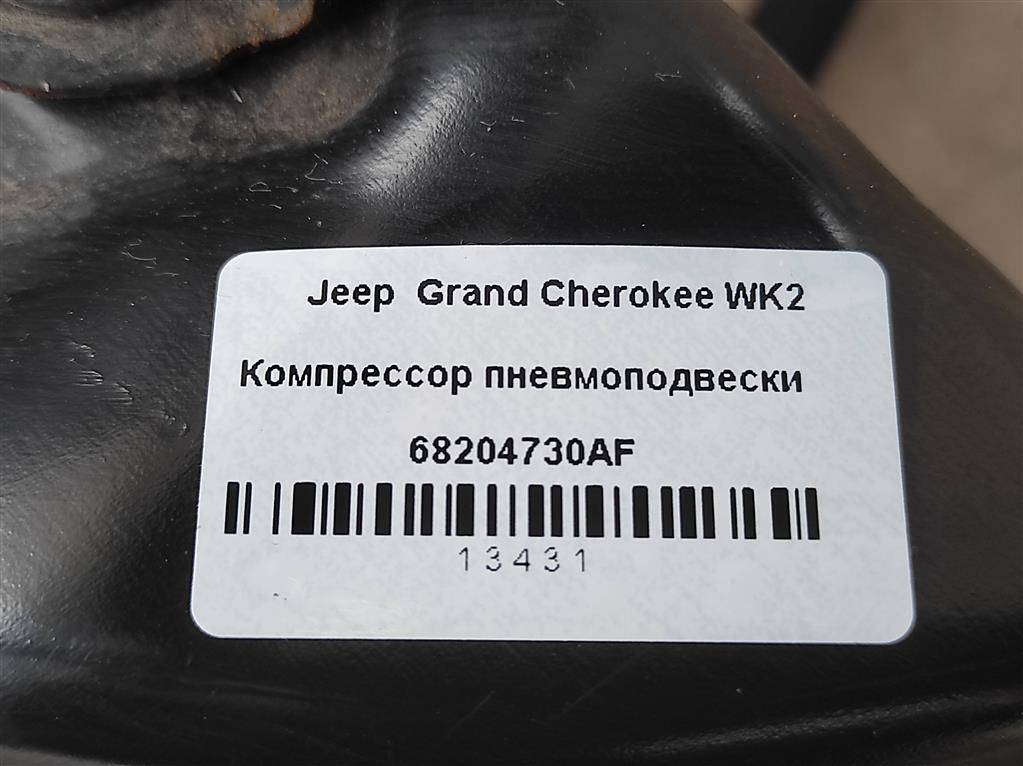 Jeep Grand Cherokee WK2
Компрессор пневмоподвески
68204730AF
13431